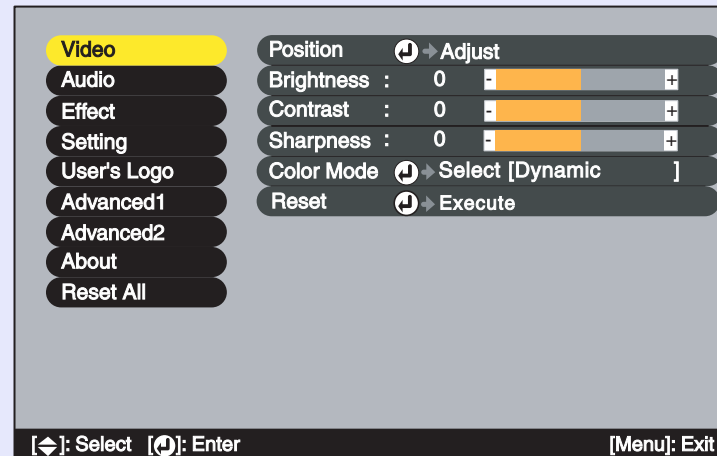 Video
Audio
Effect
Setting
User's Logo
Advanced1
Advanced2
About
Reset All
Position Adjust
Brightness : 0 - +
Contrast : 0 - +
Sharpness : 0 - +
Color Mode Select [Dynamic ]
Reset Execute
[ ]: Select [ ]: Enter [Menu]: Exit